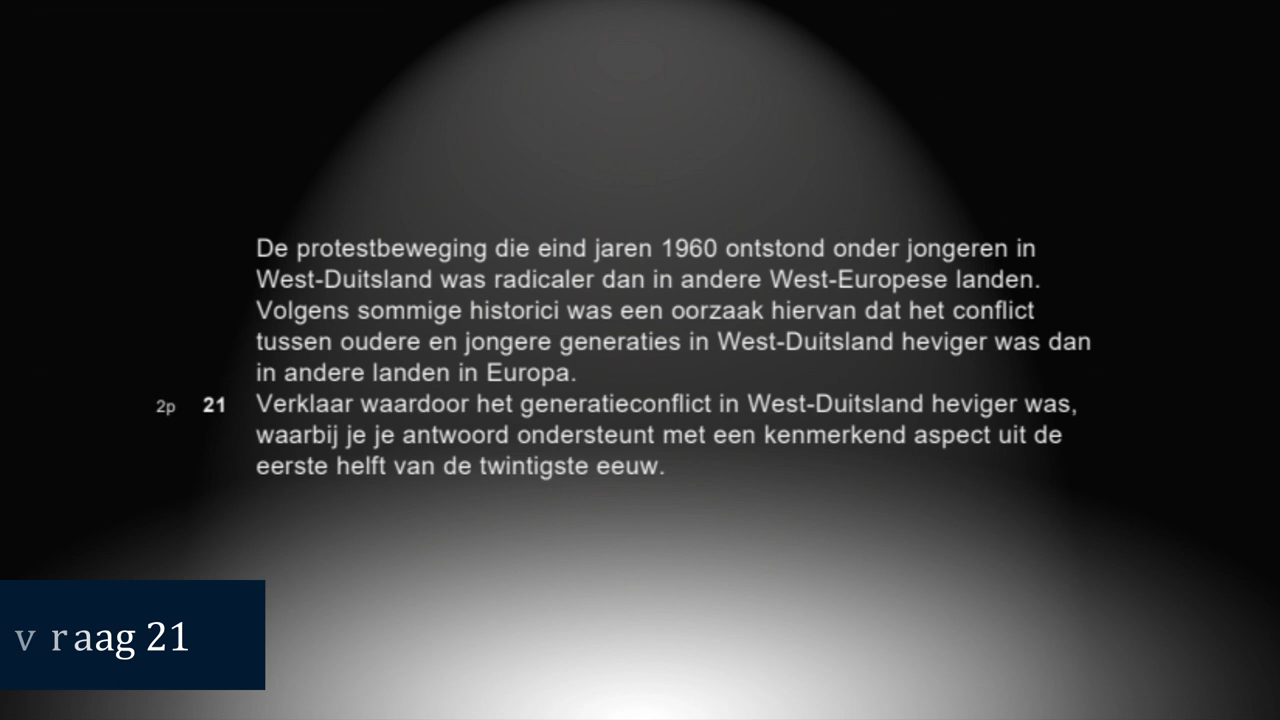 De protestbeweging die eind jaren 1960 ontstond onder jongeren in
West-Duitsland was radicaler dan in andere West-Europese landen.
Volgens sommige historici was een oorzaak hiervan dat het conflict
tussen oudere en jongere generaties in West-Duitsland heviger was dan
in andere landen in Europa.
2p 21 Verklaar waardoor het generatieconflict in West-Duitsland heviger was,
waarbij je je antwoord ondersteunt met een kenmerkend aspect uit de
eerste helft van de twintigste eeuw.
vraag 21